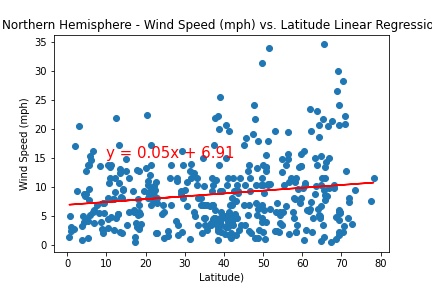 Northern Hemisphere - Wind Speed (mph) vs. Latitude Linear Regressio
35
30
25
20
15
10
5
0
Wind Speed (mph)
y = 0.05x + 6.91
0 10 20 30 40 50 60 70 80
Latitude)